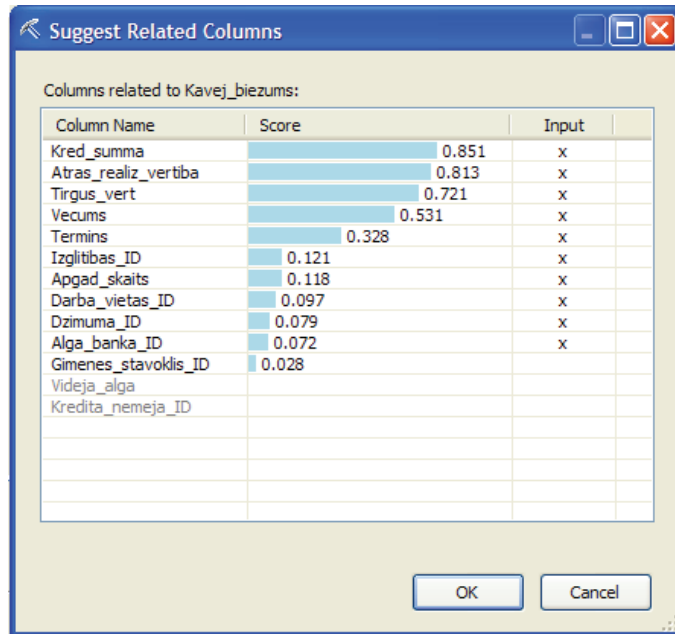 Suggest Related Columns
Columns related to Kavej_biezums:
Column Name Score Input
Kred_summa 0.851 x
Atras_realiz_vertiba 0.813 x
Tirgus_vert 0.721 x
Vecums 0.531 x
Termins 0.328 x
Izglitibas_ID 0.121 x
Apgad_skaits 0.118 x
Darba_vietas_ID 0.097 x
Dzimuma_ID 0.079 x
Alga_banka_ID 0.072 x
Gimenes_stavoklis_ID 0.028
Videja_alga
Kredita_nemeja_ID
OK Cancel